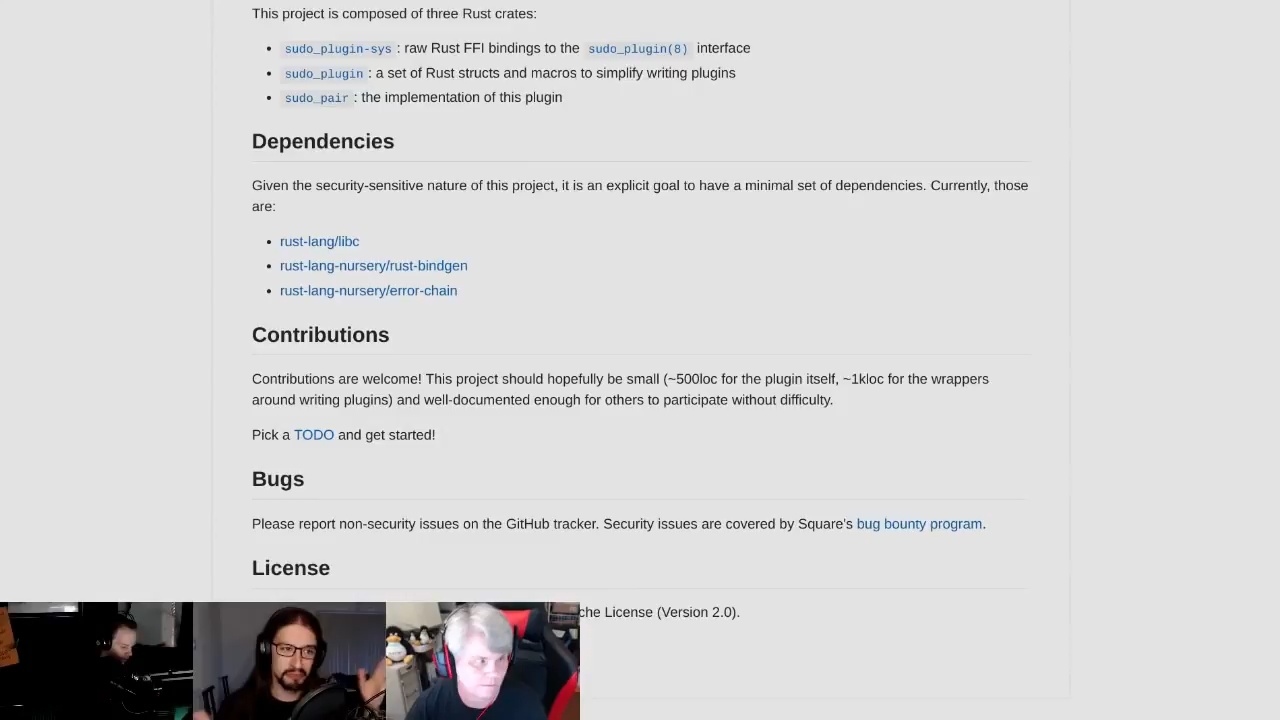 This project is composed of three Rust crates:
sudo_plugin-sys : raw Rust FFI bindings to the sudo_plugin(8) interface
sudo_plugin : a set of Rust structs and macros to simplify writing plugins
sudo_pair : the implementation of this plugin
Dependencies
Given the security-sensitive nature of this project, it is an explicit goal to have a minimal set of dependencies. Currently, those
are:
rust-lang/libc
rust-lang-nursery/rust-bindgen
rust-lang-nursery/error-chain
Contributions
Contributions are welcome! This project should hopefully be small (~500loc for the plugin itself, ~1kloc for the wrappers
around writing plugins) and well-documented enough for others to participate without difficulty.
Pick a TODO and get started!
Bugs
Please report non-security issues on the GitHub tracker. Security issues are covered by Square's bug bounty program.
License
che License (Version 2.0).